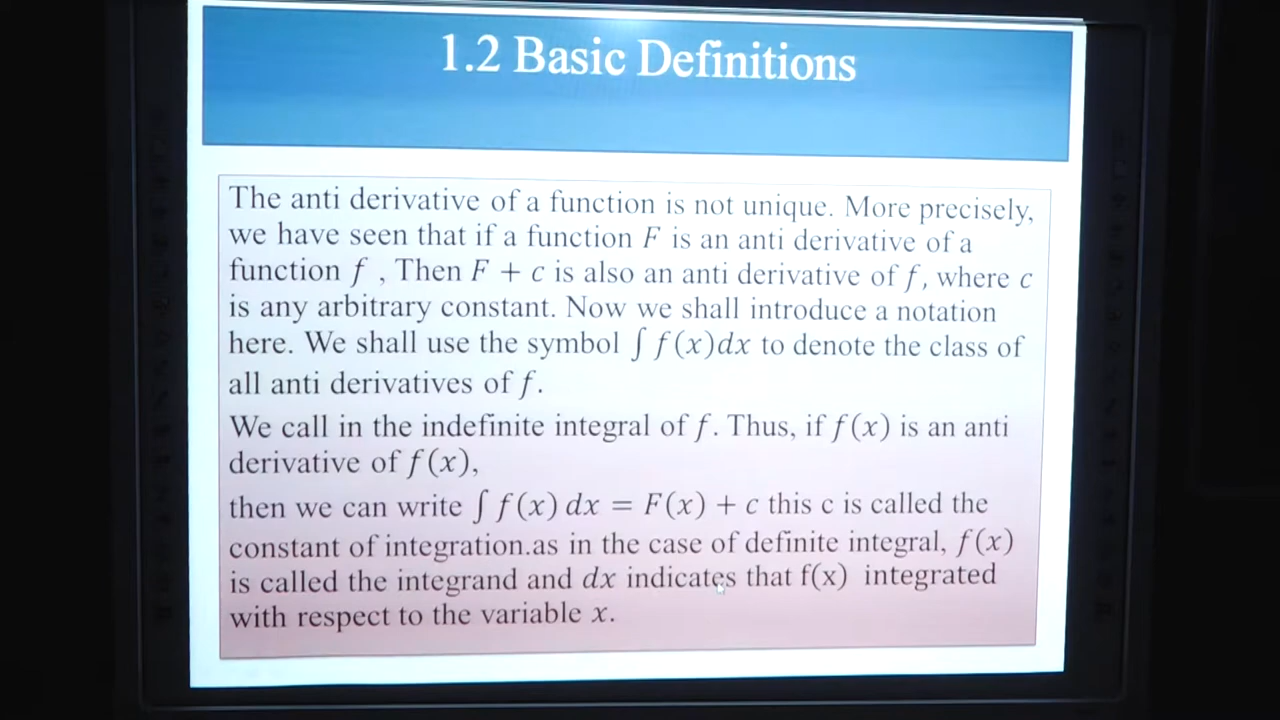 1.2 Basic Definitions
The anti derivative of a function is not unique. More precisely,
we have seen that if a function F is an anti derivative of a
function f , Then F + c is also an anti derivative of f, where c
is any arbitrary constant. Now we shall introduce a notation
here. We shall use the symbol ∫ f(x)dx to denote the class of
all anti derivatives of f.
We call in the indefinite integral of f. Thus, if f(x) is an anti
derivative of f(x),
then we can write ∫ f(x) dx = F(x) + c this c is called the
constant of integration.as in the case of definite integral, f(x)
is called the integrand and dx indicates that f(x) integrated
with respect to the variable x.